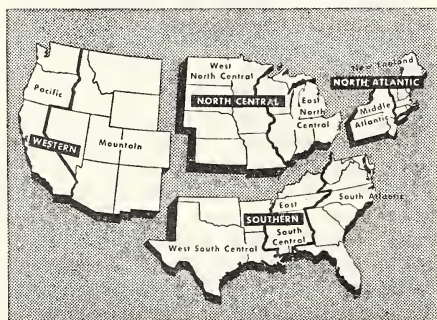 West
North Central
NORTH CENTRAL
East
North
Central
New England
NORTH ATLANTIC
Middle
Atlantic
Pacific
WESTERN
Mountain
East
South Atlantic
SOUTHERN
South
Central
West South Central